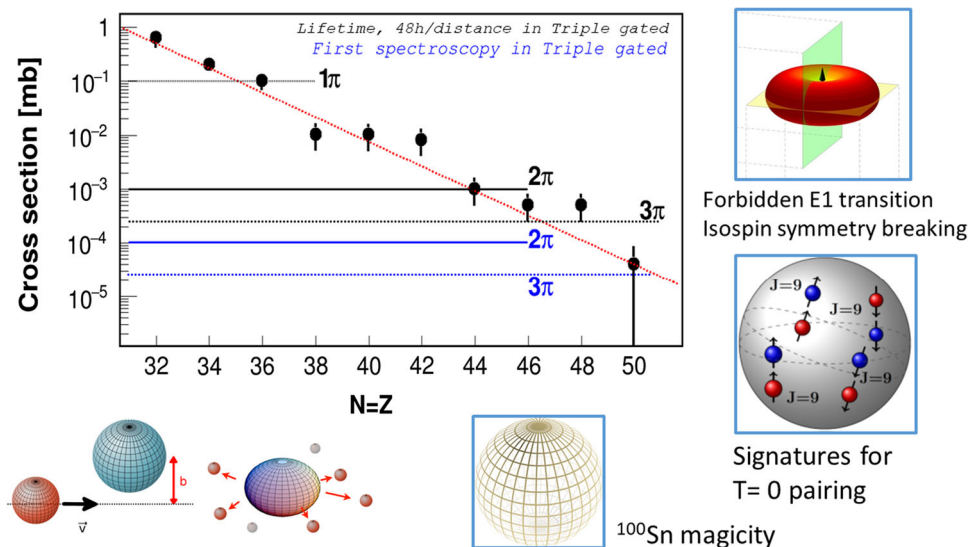 Lifetime, 48h/distance in Triple gated
First spectroscopy in Triple gated
Cross section [mb]
1
10⁻¹
10⁻²
10⁻³
10⁻⁴
10⁻⁵
1π
2π
3π
2π
3π
32 34 36 38 40 42 44 46 48 50
N=Z
Forbidden E1 transition
Isospin symmetry breaking
J=9
J=9
J=9
J=9
Signatures for
T= 0 pairing
b
v⃗
¹⁰⁰Sn magicity